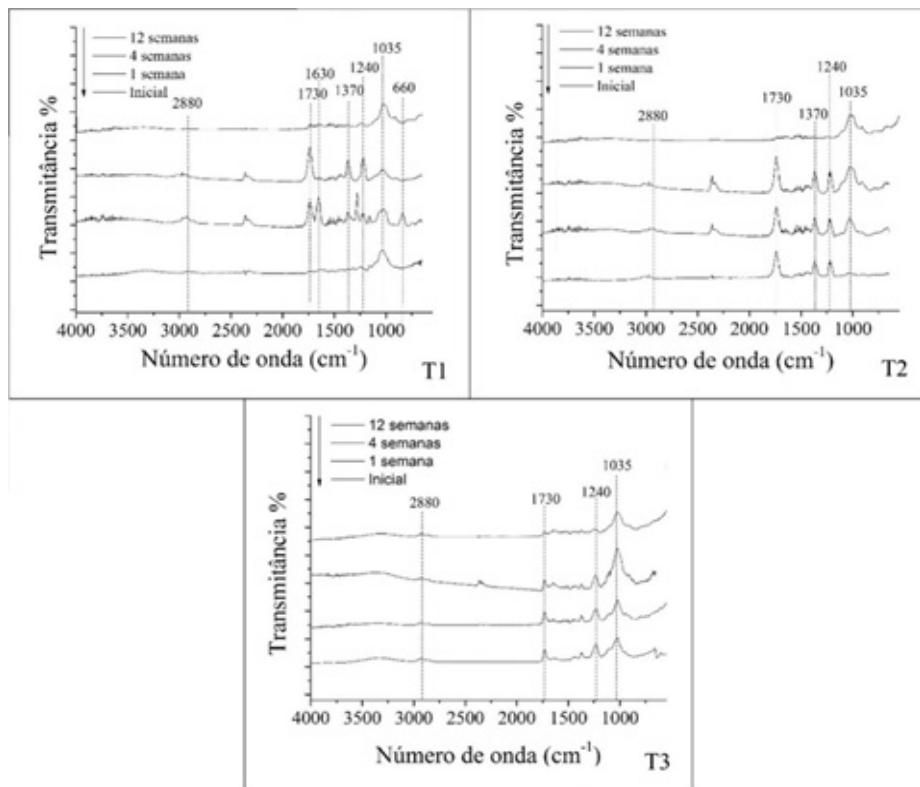 12 semanas
4 semanas
1 semana
Inicial
2880
1730
1630
1370
1240
1035
660
Transmitância %
4000 3500 3000 2500 2000 1500 1000
Número de onda (cm⁻¹)
T1
12 semanas
4 semanas
1 semana
Inicial
2880
1730
1370
1240
1035
Transmitância %
4000 3500 3000 2500 2000 1500 1000
Número de onda (cm⁻¹)
T2
12 semanas
4 semanas
1 semana
Inicial
2880
1730
1240
1035
Transmitância %
4000 3500 3000 2500 2000 1500 1000
Número de onda (cm⁻¹)
T3